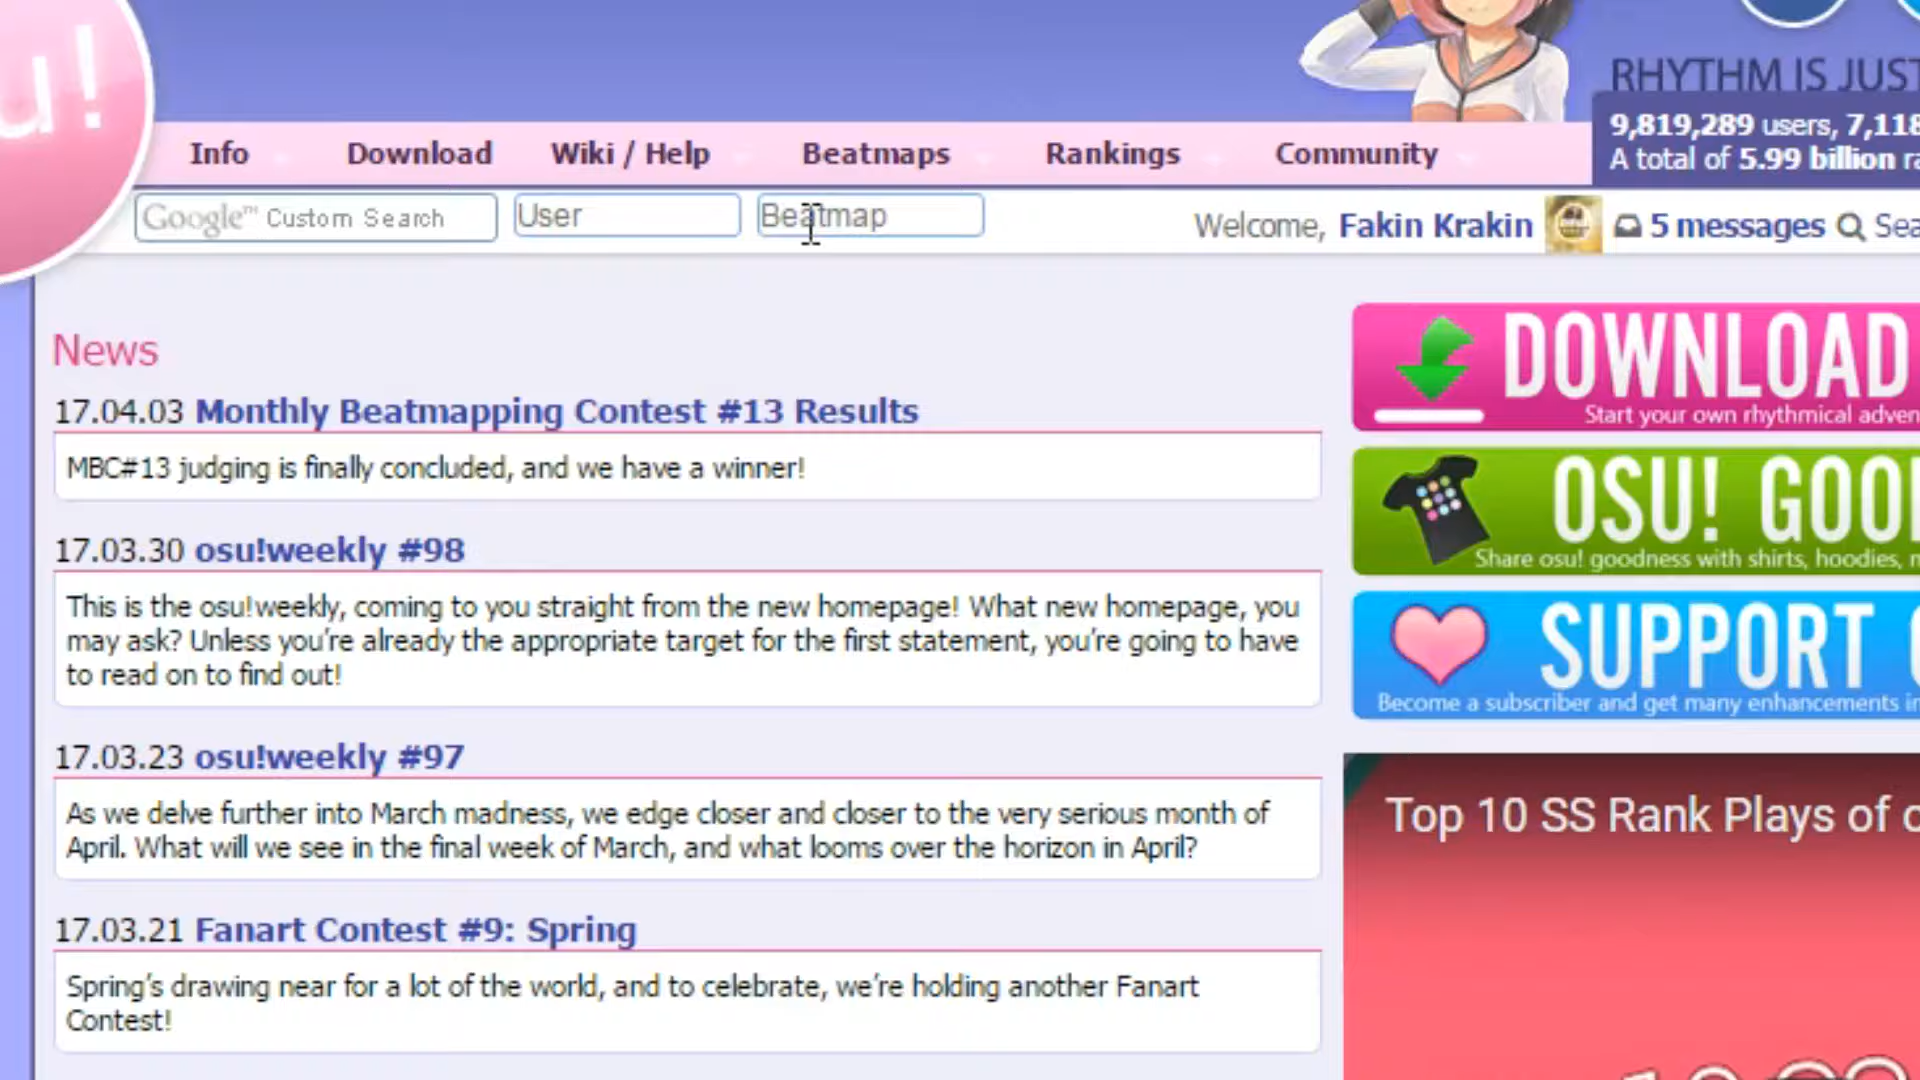 u!
RHYTHM IS JUST
9,819,289 users, 7,118
A total of 5.99 billion ra
Info Download Wiki / Help Beatmaps Rankings Community
Google™ Custom Search User Beatmap
Welcome, Fakin Krakin 5 messages Sea
News
17.04.03 Monthly Beatmapping Contest #13 Results
MBC#13 judging is finally concluded, and we have a winner!
17.03.30 osu!weekly #98
This is the osu!weekly, coming to you straight from the new homepage! What new homepage, you
may ask? Unless you're already the appropriate target for the first statement, you're going to have
to read on to find out!
17.03.23 osu!weekly #97
As we delve further into March madness, we edge closer and closer to the very serious month of
April. What will we see in the final week of March, and what looms over the horizon in April?
17.03.21 Fanart Contest #9: Spring
Spring's drawing near for a lot of the world, and to celebrate, we're holding another Fanart
Contest!
DOWNLOAD
Start your own rhythmical adven
OSU! GOO
Share osu! goodness with shirts, hoodies,
SUPPORT
Become a subscriber and get many enhancements in
Top 10 SS Rank Plays of